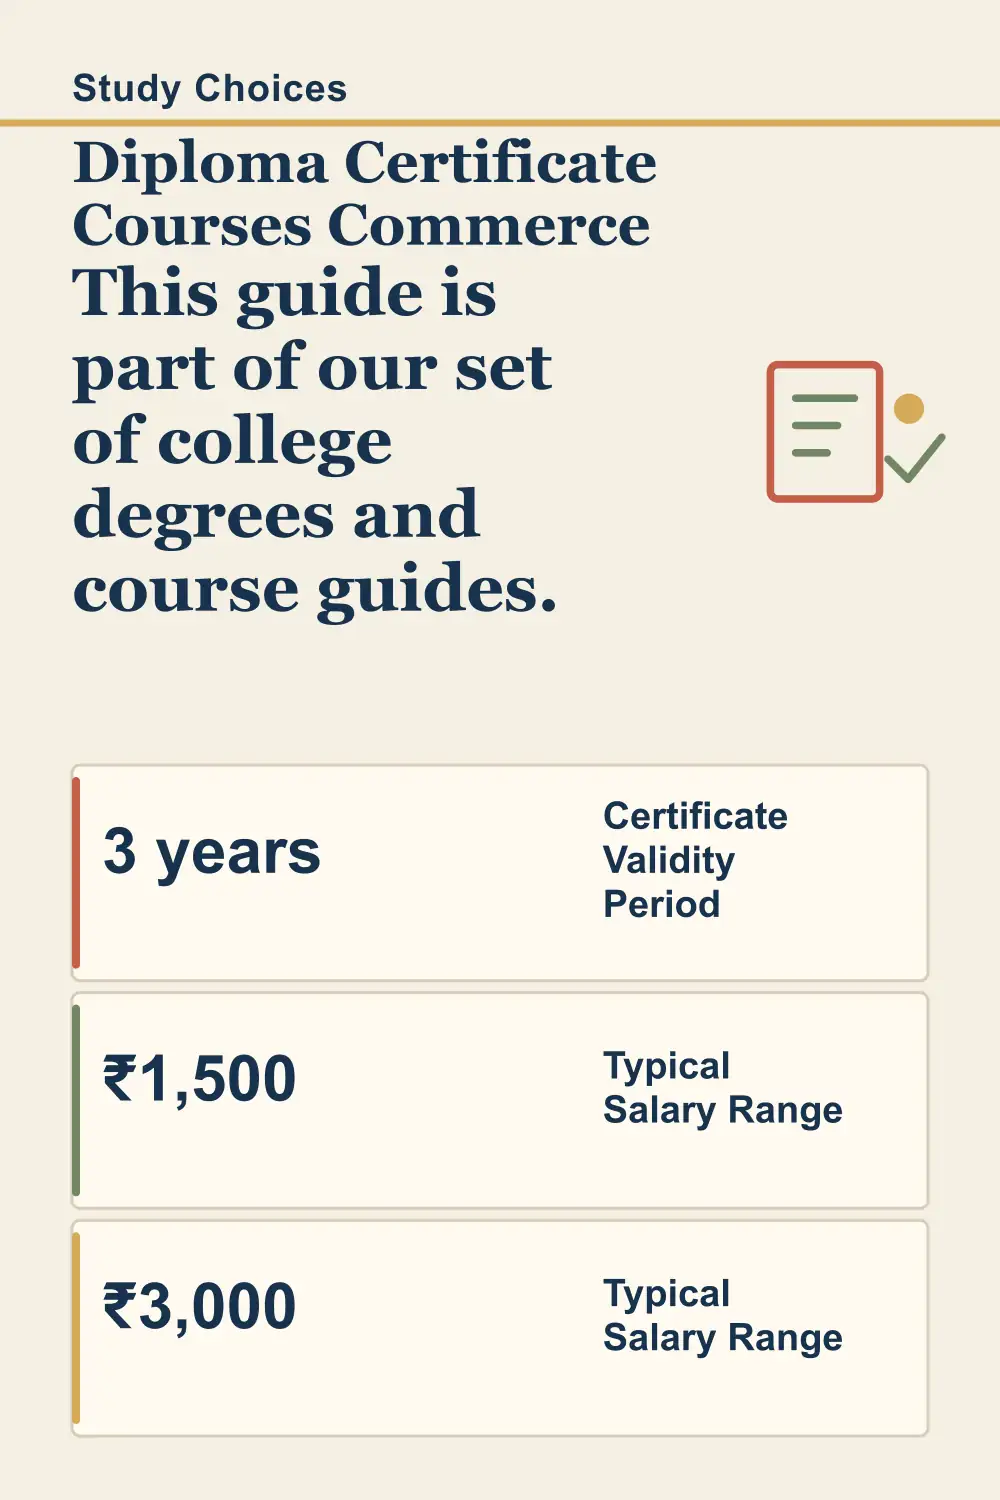 Study Choices
Diploma Certificate
Courses Commerce
This guide is
part of our set
of college
degrees and
course guides.
3 years
Certificate
Validity
Period
₹1,500
Typical
Salary Range
₹3,000
Typical
Salary Range